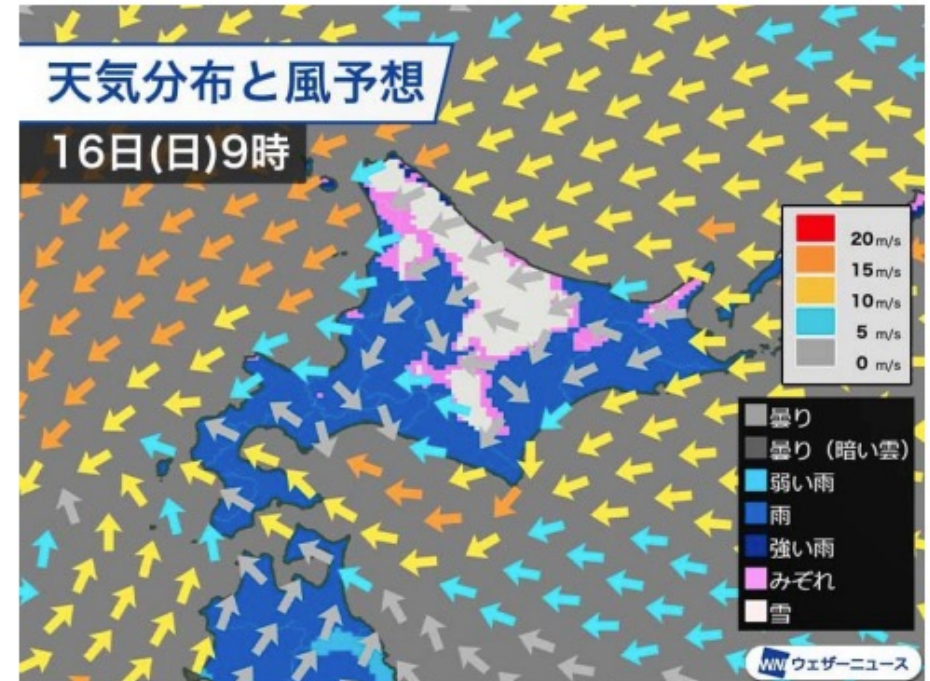 天気分布と風予想
16日(日)9時
20 m/s
15 m/s
10 m/s
5 m/s
0 m/s
曇り
曇り（暗い雲）
弱い雨
雨
強い雨
みぞれ
雪
WN ウェザーニュース